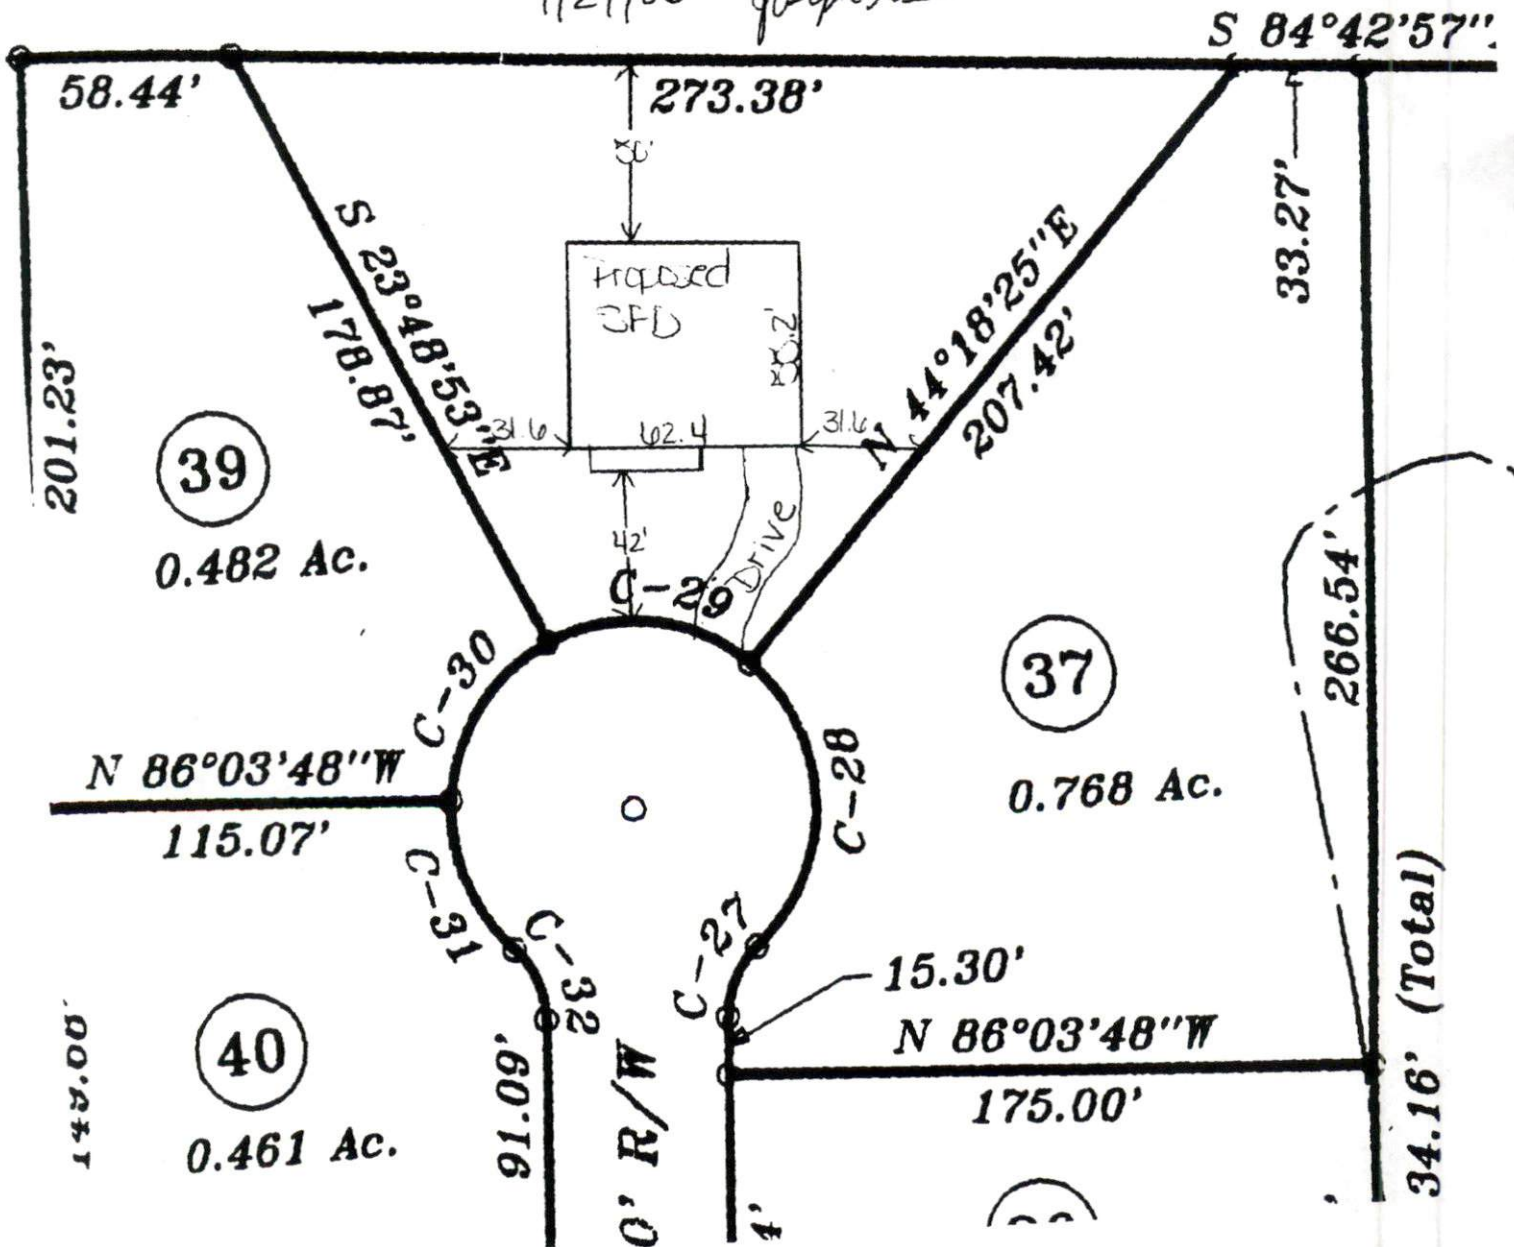 S 84°42'57"
58.44'
273.38'
33.27'
S 23°48'53"E
178.87'
Proposed
SFD
N 44°18'25"E
207.42'
201.23'
31.6
62.4
31.6
39
0.482 Ac.
42'
Drive
C-29
266.54'
C-30
37
N 86°03'48"W
115.07'
C-28
0.768 Ac.
C-31
C-32
C-27
15.30'
34.16' (Total)
N 86°03'48"W
175.00'
40
0.461 Ac.
91.09'
0' R/W
4'